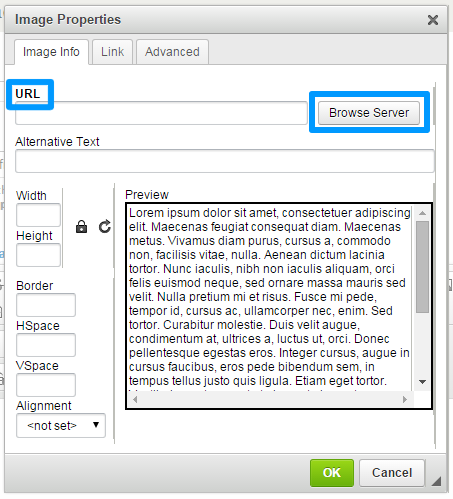 Image Properties
Image Info
Link
Advanced
URL
Browse Server
Alternative Text
Width
Height
Preview
Lorem ipsum dolor sit amet, consectetuer adipiscing
elit. Maecenas feugiat consequat diam. Maecenas
metus. Vivamus diam purus, cursus a, commodo
non, facilisis vitae, nulla. Aenean dictum lacinia
tortor. Nunc iaculis, nibh non iaculis aliquam, orci
felis euismod neque, sed ornare massa mauris sed
velit. Nulla pretium mi et risus. Fusce mi pede,
tempor id, cursus ac, ullamcorper nec, enim. Sed
tortor. Curabitur molestie. Duis velit augue,
condimentum at, ultrices a, luctus ut, orci. Donec
pellentesque egestas eros. Integer cursus, augue in
cursus faucibus, eros pede bibendum sem, in
tempus tellus justo quis ligula. Etiam eget tortor.
Border
HSpace
VSpace
Alignment
<not set>
OK
Cancel